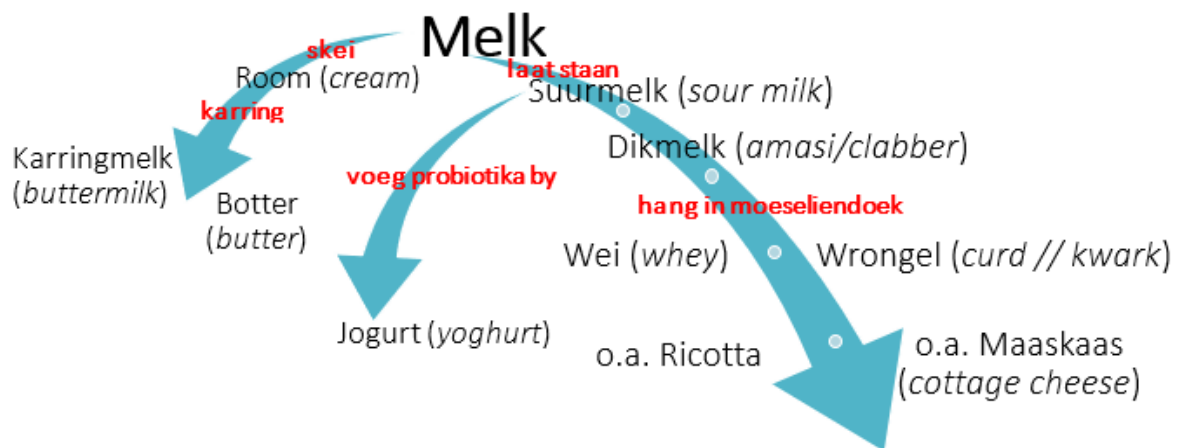 Melk
skei
Room (cream)
karring
Karringmelk
(buttermilk)
Botter
(butter)
laat staan
Suurmelk (sour milk)
Dikmelk (amasi/clabber)
voeg probiotika by
hang in moeseliendoek
Jogurt (yoghurt)
Wei (whey)
Wrongel (curd // kwark)
o.a. Ricotta
o.a. Maaskaas
(cottage cheese)